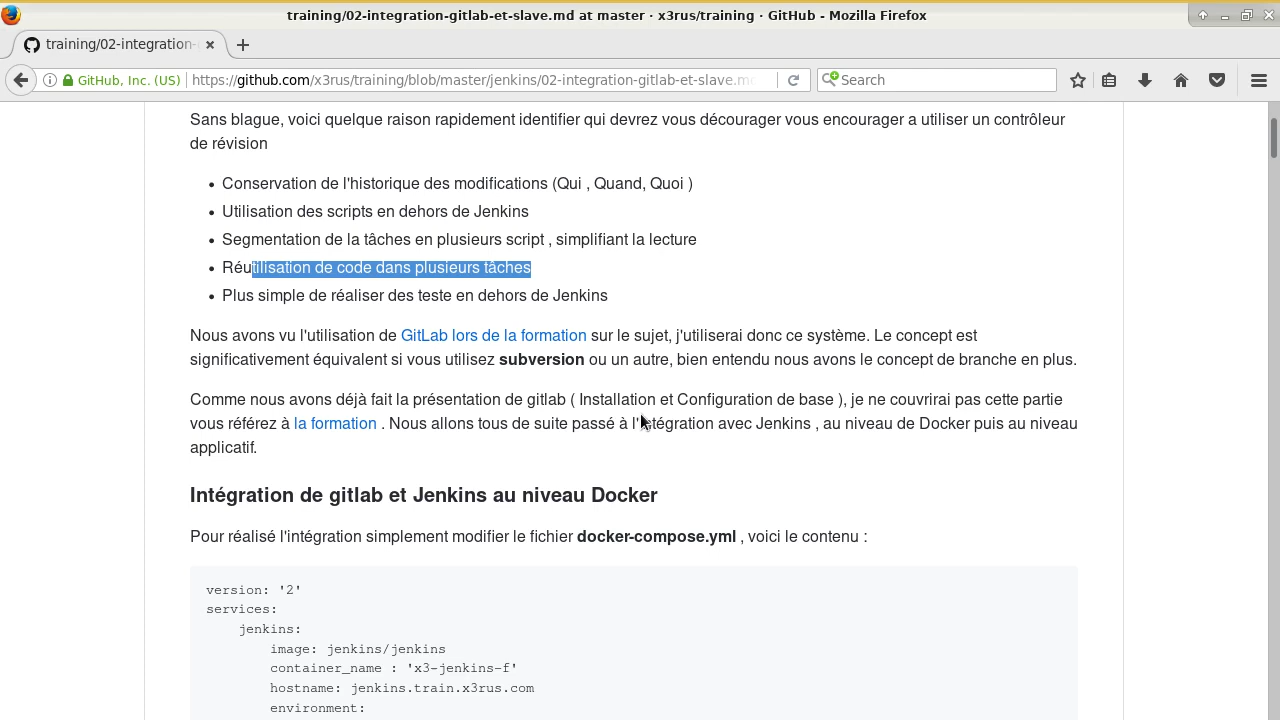 training/02-integration-gitlab-et-slave.md at master · x3rus/training · GitHub - Mozilla Firefox
training/02-integration-
GitHub, Inc. (US)
https://github.com/x3rus/training/blob/master/jenkins/02-integration-gitlab-et-slave.md
Search
Sans blague, voici quelque raison rapidement identifier qui devrez vous décourager vous encourager a utiliser un contrôleur
de révision
• Conservation de l'historique des modifications (Qui , Quand, Quoi )
• Utilisation des scripts en dehors de Jenkins
• Segmentation de la tâches en plusieurs script , simplifiant la lecture
• Réutilisation de code dans plusieurs tâches
• Plus simple de réaliser des teste en dehors de Jenkins
Nous avons vu l'utilisation de GitLab lors de la formation sur le sujet, j'utiliserai donc ce système. Le concept est
significativement équivalent si vous utilisez subversion ou un autre, bien entendu nous avons le concept de branche en plus.
Comme nous avons déjà fait la présentation de gitlab ( Installation et Configuration de base ), je ne couvrirai pas cette partie
vous référez à la formation . Nous allons tous de suite passé à l'intégration avec Jenkins , au niveau de Docker puis au niveau
applicatif.
Intégration de gitlab et Jenkins au niveau Docker
Pour réalisé l'intégration simplement modifier le fichier docker-compose.yml , voici le contenu :
version: '2'
services:
jenkins:
image: jenkins/jenkins
container_name : 'x3-jenkins-f'
hostname: jenkins.train.x3rus.com
environment: